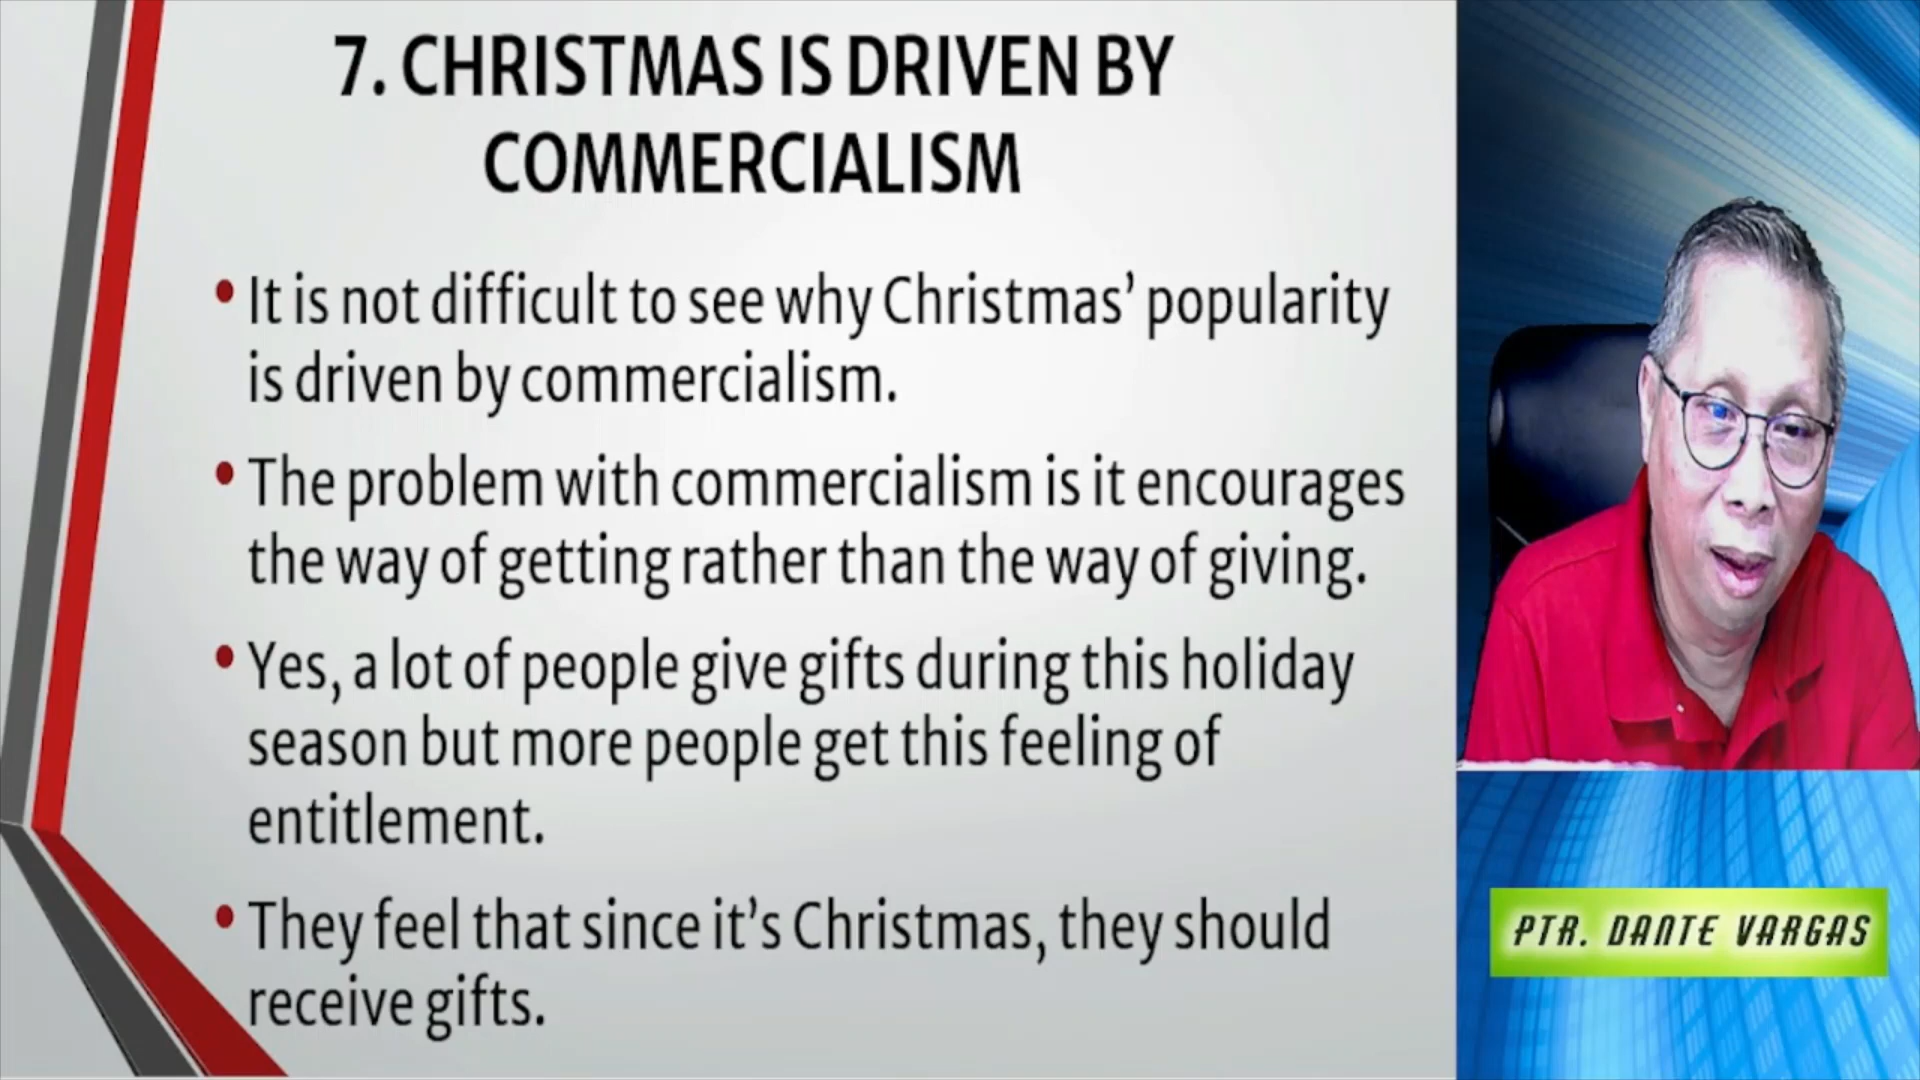 7. CHRISTMAS IS DRIVEN BY
COMMERCIALISM
• It is not difficult to see why Christmas’ popularity
is driven by commercialism.
• The problem with commercialism is it encourages
the way of getting rather than the way of giving.
• Yes, a lot of people give gifts during this holiday
season but more people get this feeling of
entitlement.
• They feel that since it’s Christmas, they should
receive gifts.
PTR. DANTE VARGAS